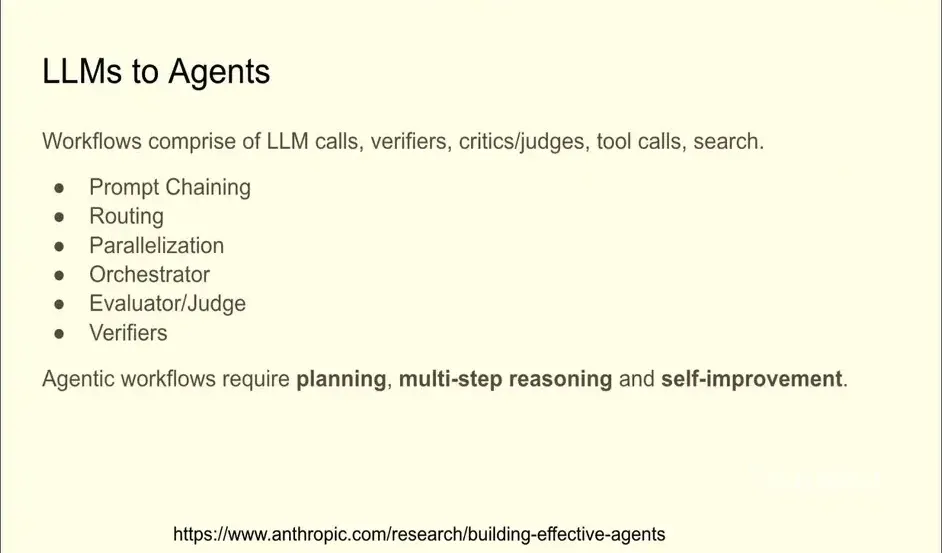 LLMs to Agents
Workflows comprise of LLM calls, verifiers, critics/judges, tool calls, search.
● Prompt Chaining
● Routing
● Parallelization
● Orchestrator
● Evaluator/Judge
● Verifiers
Agentic workflows require planning, multi-step reasoning and self-improvement.
https://www.anthropic.com/research/building-effective-agents